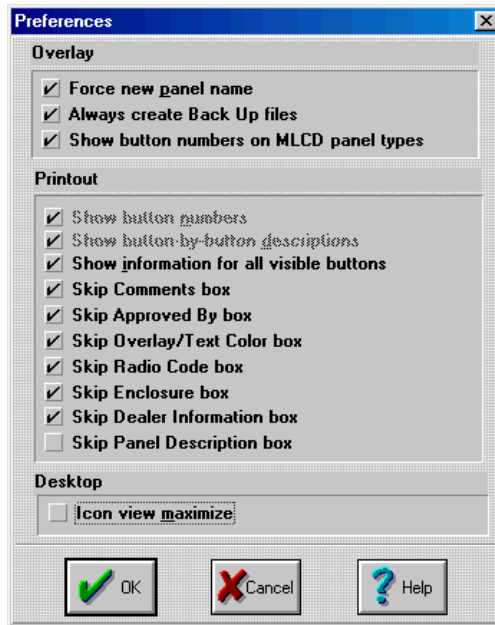 Preferences
Overlay
Force new panel name
Always create Back Up files
Show button numbers on MLCD panel types
Printout
Show button numbers
Show button-by-button descriptions
Show information for all visible buttons
Skip Comments box
Skip Approved By box
Skip Overlay/Text Color box
Skip Radio Code box
Skip Enclosure box
Skip Dealer Information box
Skip Panel Description box
Desktop
Icon view maximize
OK
Cancel
Help